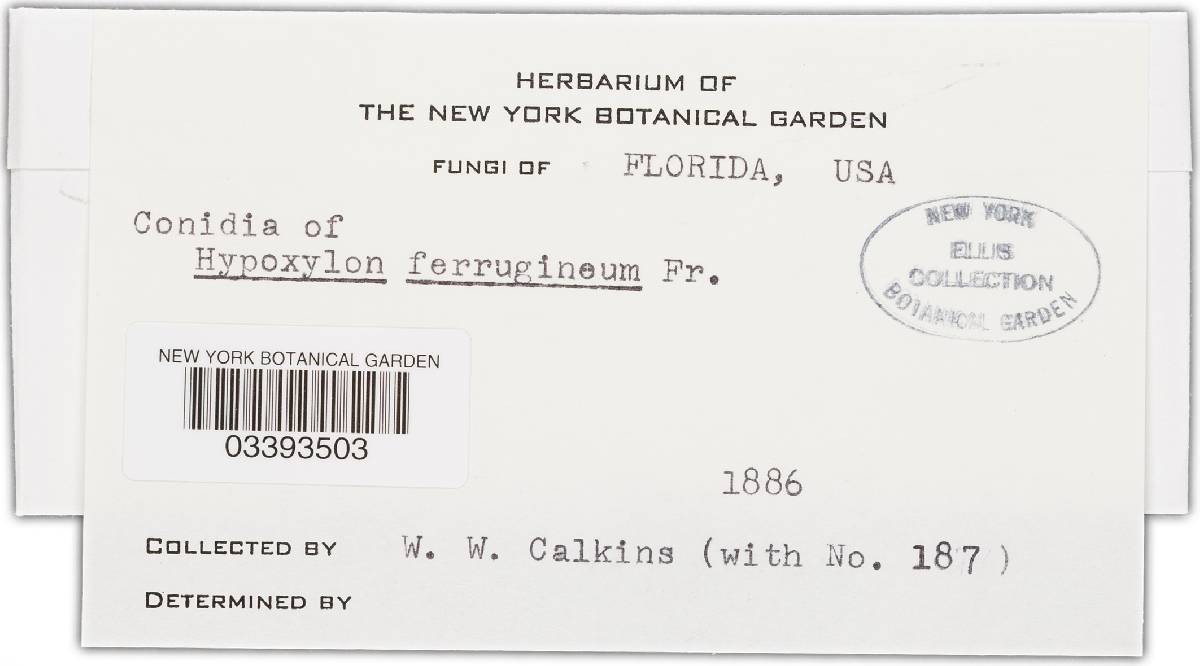 HERBARIUM OF
THE NEW YORK BOTANICAL GARDEN
FUNGI OF FLORIDA, USA
Conidia of
Hypoxylon ferrugineum Fr.
NEW YORK
ELLIS
COLLECTION
BOTANICAL GARDEN
NEW YORK BOTANICAL GARDEN
03393503
1886
COLLECTED BY W. W. Calkins (with No. 187)
DETERMINED BY